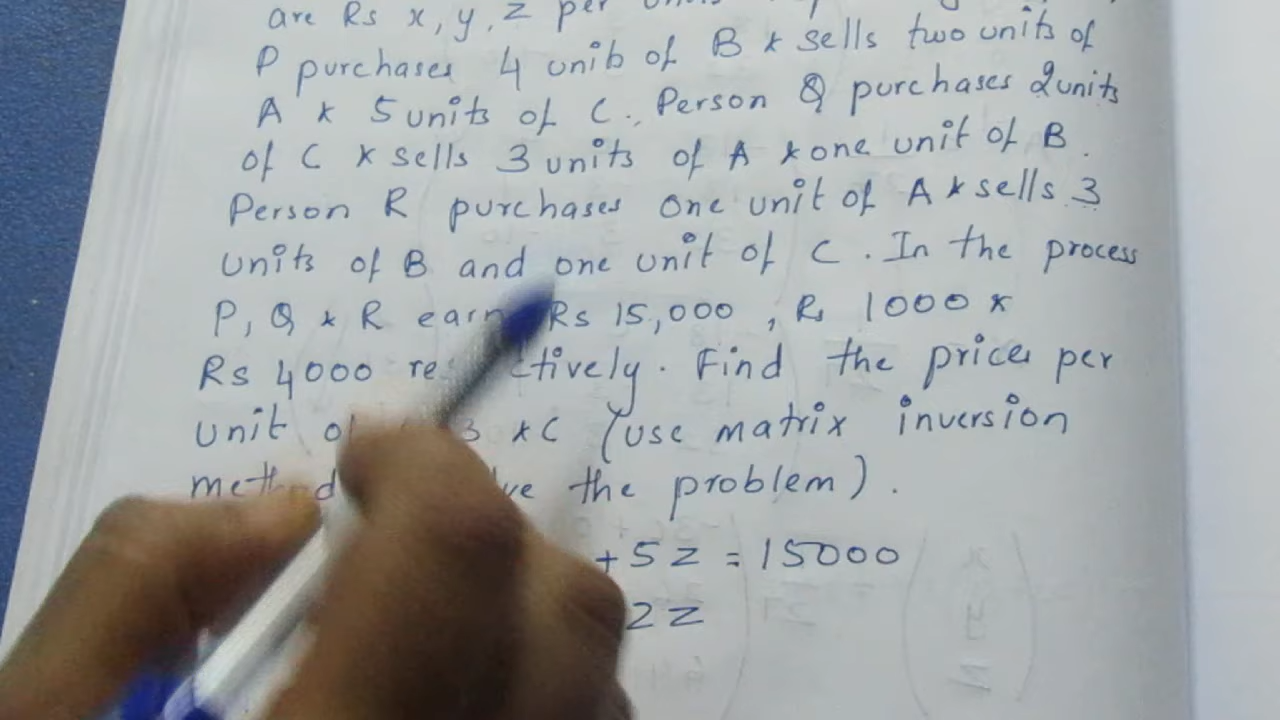 are Rs x, y, z per
P purchases 4 unib of B & sells two units of
A & 5 units of C. Person Q purchases 2 units
of C & sells 3 units of A & one unit of B.
Person R purchases one unit of A & sells 3
units of B and one unit of C. In the process
P, Q & R earn Rs 15,000, Rs 1000 &
Rs 4000 re ctively. Find the prices per
unit of B & C (use matrix inversion
method ve the problem).
+ 5z = 15000
2z